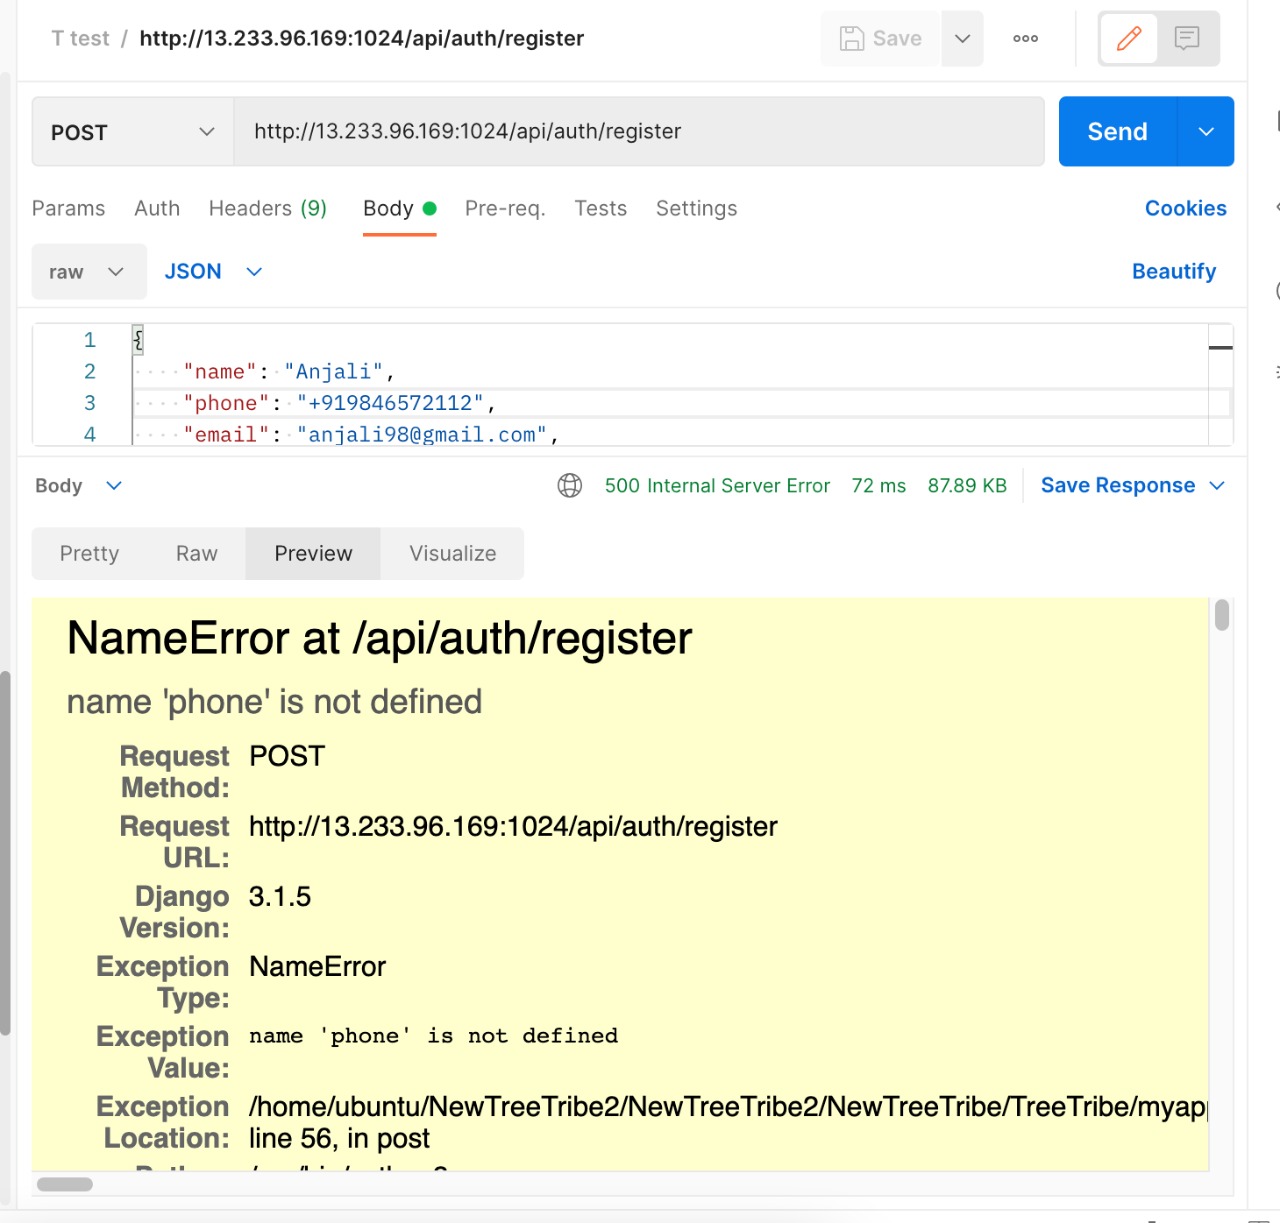 T test / http://13.233.96.169:1024/api/auth/register
Save
POST
http://13.233.96.169:1024/api/auth/register
Send
Params Auth Headers (9) Body Pre-req. Tests Settings Cookies
raw JSON Beautify
1 {
2 "name": "Anjali",
3 "phone": "+919846572112",
4 "email": "anjali98@gmail.com",
Body 500 Internal Server Error 72 ms 87.89 KB Save Response
Pretty Raw Preview Visualize
NameError at /api/auth/register
name 'phone' is not defined
Request Method: POST
Request URL: http://13.233.96.169:1024/api/auth/register
Django Version: 3.1.5
Exception Type: NameError
Exception Value: name 'phone' is not defined
Exception /home/ubuntu/NewTreeTribe2/NewTreeTribe2/NewTreeTribe/TreeTribe/myap
Location: line 56, in post